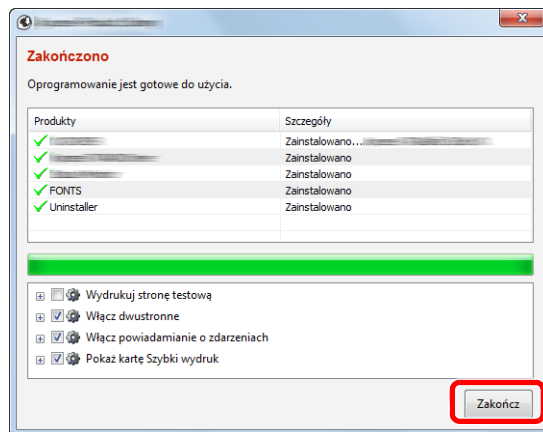 Zakończono
Oprogramowanie jest gotowe do użycia.
Produkty Szczegóły
Zainstalowano...
Zainstalowano
Zainstalowano
FONTS Zainstalowano
Uninstaller Zainstalowano
Wydrukuj stronę testową
Włącz dwustronne
Włącz powiadamianie o zdarzeniach
Pokaż kartę Szybki wydruk
Zakończ